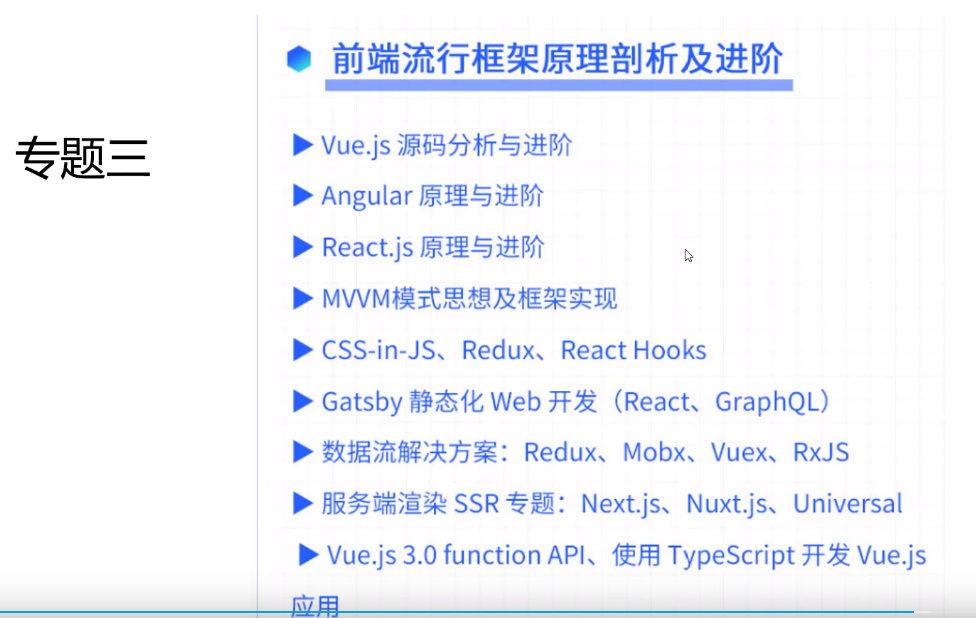 前端流行框架原理剖析及进阶
专题三
Vue.js 源码分析与进阶
Angular 原理与进阶
React.js 原理与进阶
MVVM模式思想及框架实现
CSS-in-JS、Redux、React Hooks
Gatsby 静态化 Web 开发（React、GraphQL）
数据流解决方案：Redux、Mobx、Vuex、RxJS
服务端渲染 SSR 专题：Next.js、Nuxt.js、Universal
Vue.js 3.0 function API、使用 TypeScript 开发 Vue.js
应用